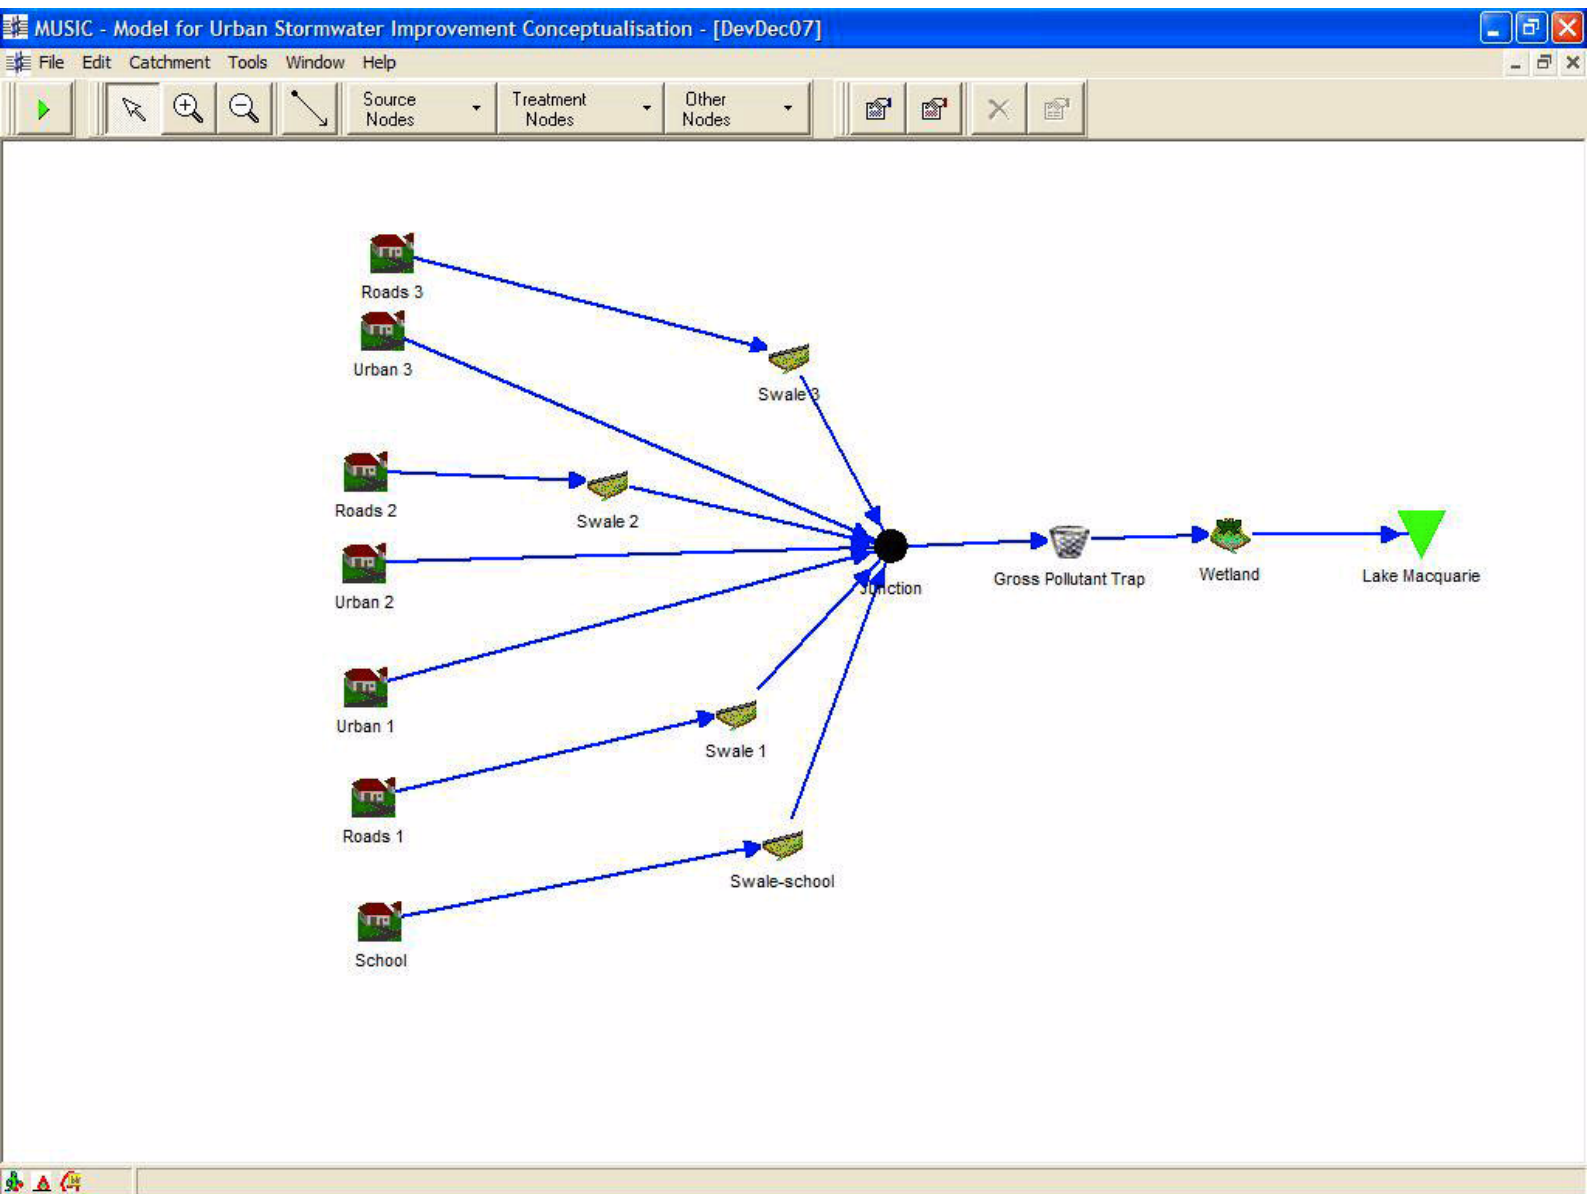 MUSIC - Model for Urban Stormwater Improvement Conceptualisation - [DevDec07]
File Edit Catchment Tools Window Help
Source Nodes
Treatment Nodes
Other Nodes
Roads 3
Urban 3
Swale 3
Roads 2
Swale 2
Urban 2
Junction
Gross Pollutant Trap
Wetland
Lake Macquarie
Urban 1
Swale 1
Roads 1
Swale-school
School